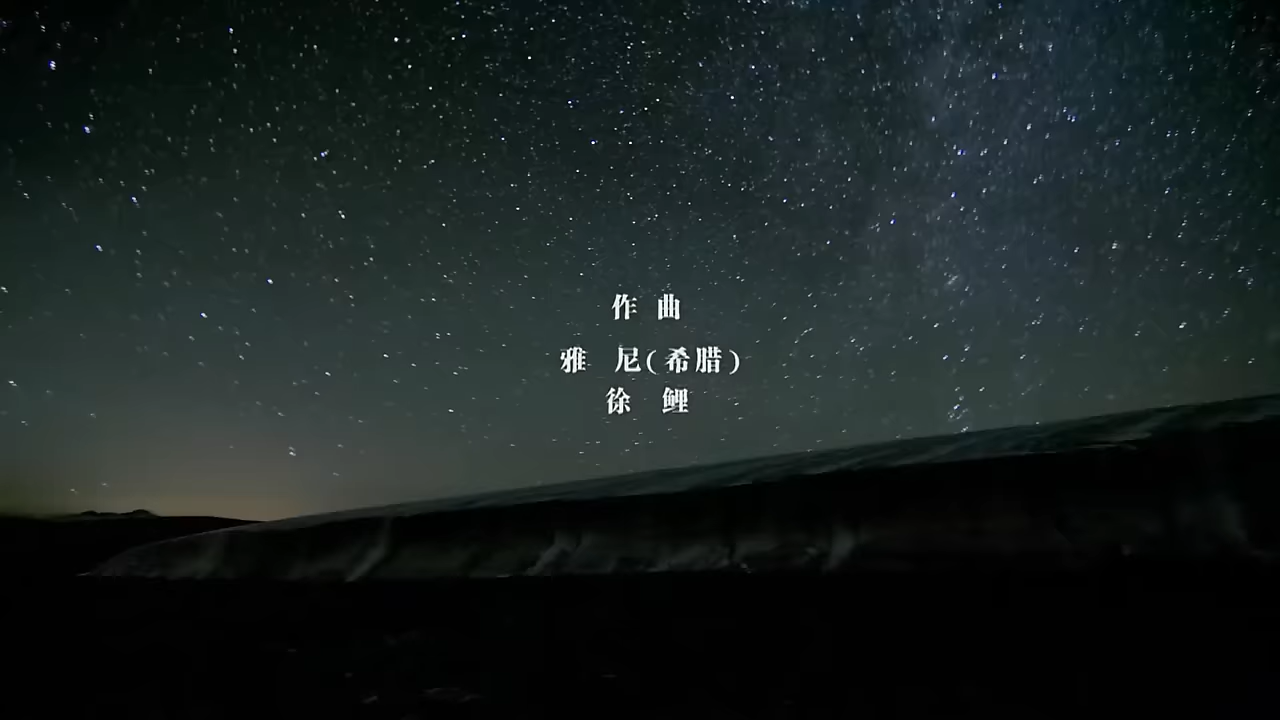 作 曲
雅 尼(希腊)
徐 鲤